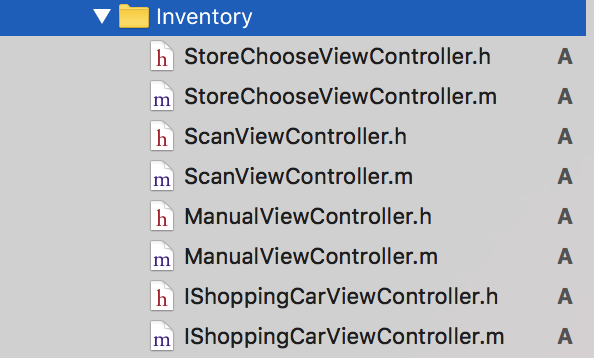 Inventory
h StoreChooseViewController.h A
m StoreChooseViewController.m A
h ScanViewController.h A
m ScanViewController.m A
h ManualViewController.h A
m ManualViewController.m A
h IShoppingCarViewController.h A
m IShoppingCarViewController.m A